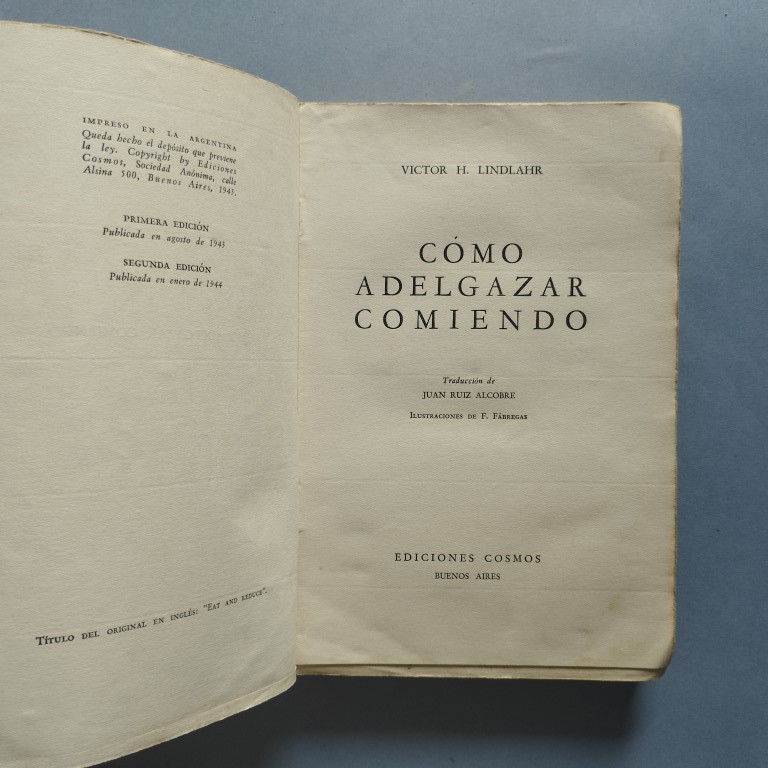 IMPRESO EN LA ARGENTINA
Queda hecho el depósito que previene
la ley. Copyright by Ediciones
Cosmos, Sociedad Anónima, calle
Alsina 500, Buenos Aires, 1943.
PRIMERA EDICIÓN
Publicada en agosto de 1943
SEGUNDA EDICIÓN
Publicada en enero de 1944
TÍTULO DEL ORIGINAL EN INGLÉS: "EAT AND REDUCE".
VICTOR H. LINDLAHR
CÓMO
ADELGAZAR
COMIENDO
Traducción de
JUAN RUIZ ALCOBRE
ILUSTRACIONES DE F. FÁBREGAS
EDICIONES COSMOS
BUENOS AIRES